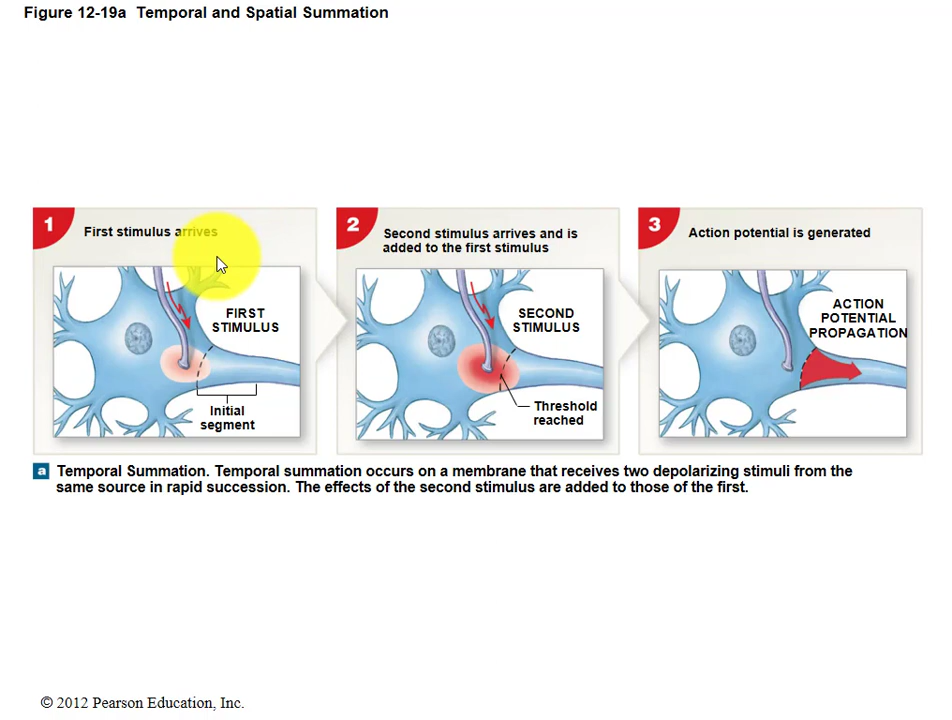 Figure 12-19a Temporal and Spatial Summation
1
First stimulus arrives
FIRST
STIMULUS
Initial
segment
2
Second stimulus arrives and is
added to the first stimulus
SECOND
STIMULUS
Threshold
reached
3
Action potential is generated
ACTION
POTENTIAL
PROPAGATION
a Temporal Summation. Temporal summation occurs on a membrane that receives two depolarizing stimuli from the
same source in rapid succession. The effects of the second stimulus are added to those of the first.
© 2012 Pearson Education, Inc.